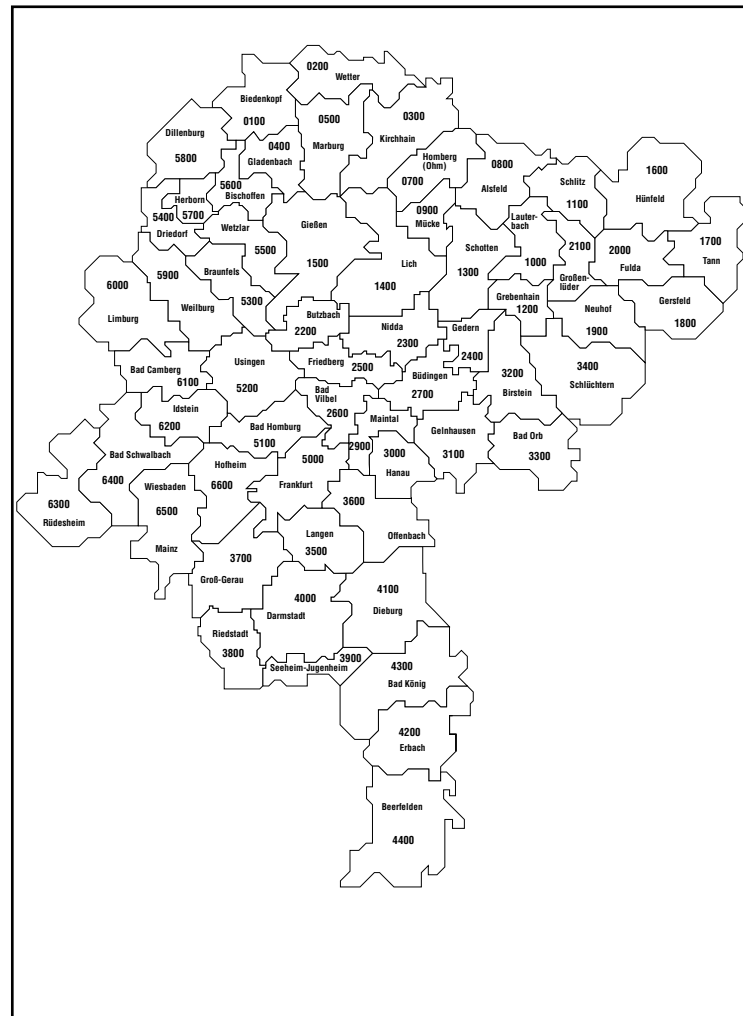 0200
Wetter
Biedenkopf
0100
0500
Marburg
0300
Kirchhain
Dillenburg
5800
0400
Gladenbach
Homberg
(Ohm)
0700
0800
Alsfeld
Schlitz
1100
1600
Hünfeld
5600
Bischoffen
Herborn
5700
5400
Driedorf
Wetzlar
5500
Gießen
1500
0900
Mücke
Lauter-
bach
1000
2100
Großen-
lüder
2000
Fulda
1700
Tann
Schotten
1300
Lich
1400
5900
Weilburg
Braunfels
5300
6000
Limburg
Butzbach
2200
Nidda
2300
Gedern
2400
Grebenhain
1200
Neuhof
1900
Gersfeld
1800
Bad Camberg
6100
Usingen
5200
Friedberg
2500
Büdingen
2700
3200
Birstein
3400
Schlüchtern
Bad
Vilbel
2600
Idstein
6200
Bad Homburg
5100
Maintal
2900
3000
Hanau
Gelnhausen
3100
Bad Orb
3300
Bad Schwalbach
6400
Hofheim
6600
5000
Frankfurt
Wiesbaden
6500
Mainz
6300
Rüdesheim
3600
Offenbach
Langen
3500
3700
Groß-Gerau
4000
Darmstadt
4100
Dieburg
Riedstadt
3800
3900
Seeheim-Jugenheim
4300
Bad König
4200
Erbach
Beerfelden
4400